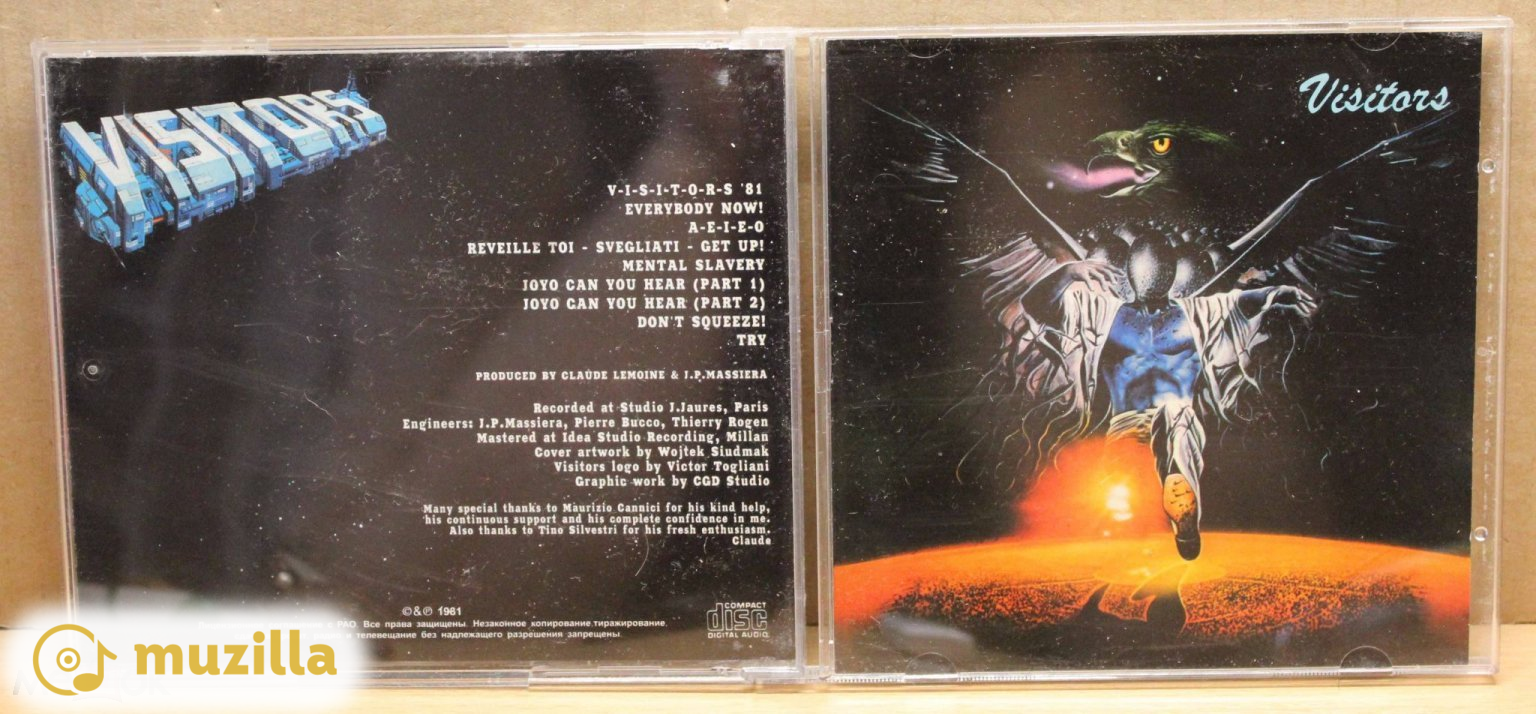 VISITORS
V-I-S-I-T-O-R-S '81
EVERYBODY NOW!
A-E-I-E-O
REVEILLE TOI - SVEGLIATI - GET UP!
MENTAL SLAVERY
JOYO CAN YOU HEAR (PART 1)
JOYO CAN YOU HEAR (PART 2)
DON'T SQUEEZE!
TRY
PRODUCED BY CLAUDE LEMOINE & J.P.MASSIERA
Recorded at Studio J.Jaures, Paris
Engineers: J.P.Massiera, Pierre Bucco, Thierry Rogen
Mastered at Idea Studio Recording, Millan
Cover artwork by Wojtek Siudmak
Visitors logo by Victor Togliani
Graphic work by CGD Studio
Many special thanks to Maurizio Cannici for his kind help,
his continuous support and his complete confidence in me.
Also thanks to Tino Silvestri for his fresh enthusiasm.
Claude
©&℗ 1981
РАО. Все права защищены. Незаконное копирование,тиражирование,
и телевещание без надлежащего разрешения запрещены.
COMPACT
disc
DIGITAL AUDIO
muzilla
Visitors